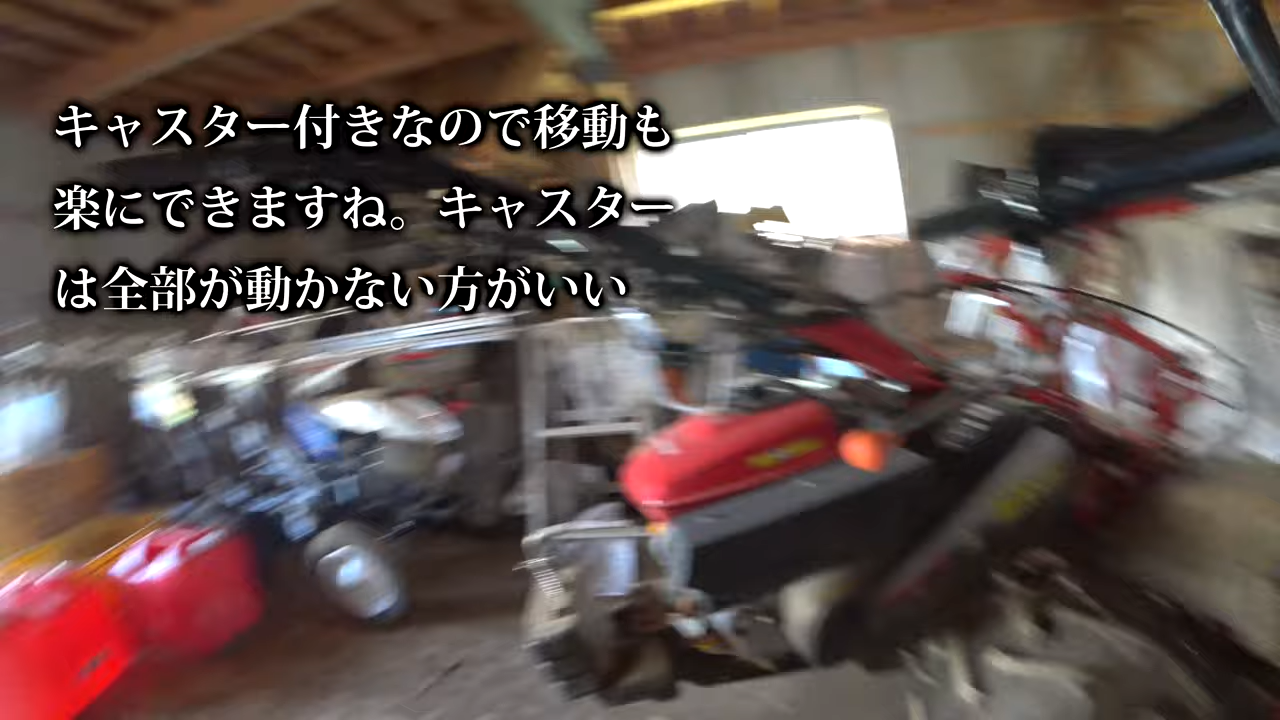 キャスター付きなので移動も
楽にできますね。キャスター
は全部が動かない方がいい